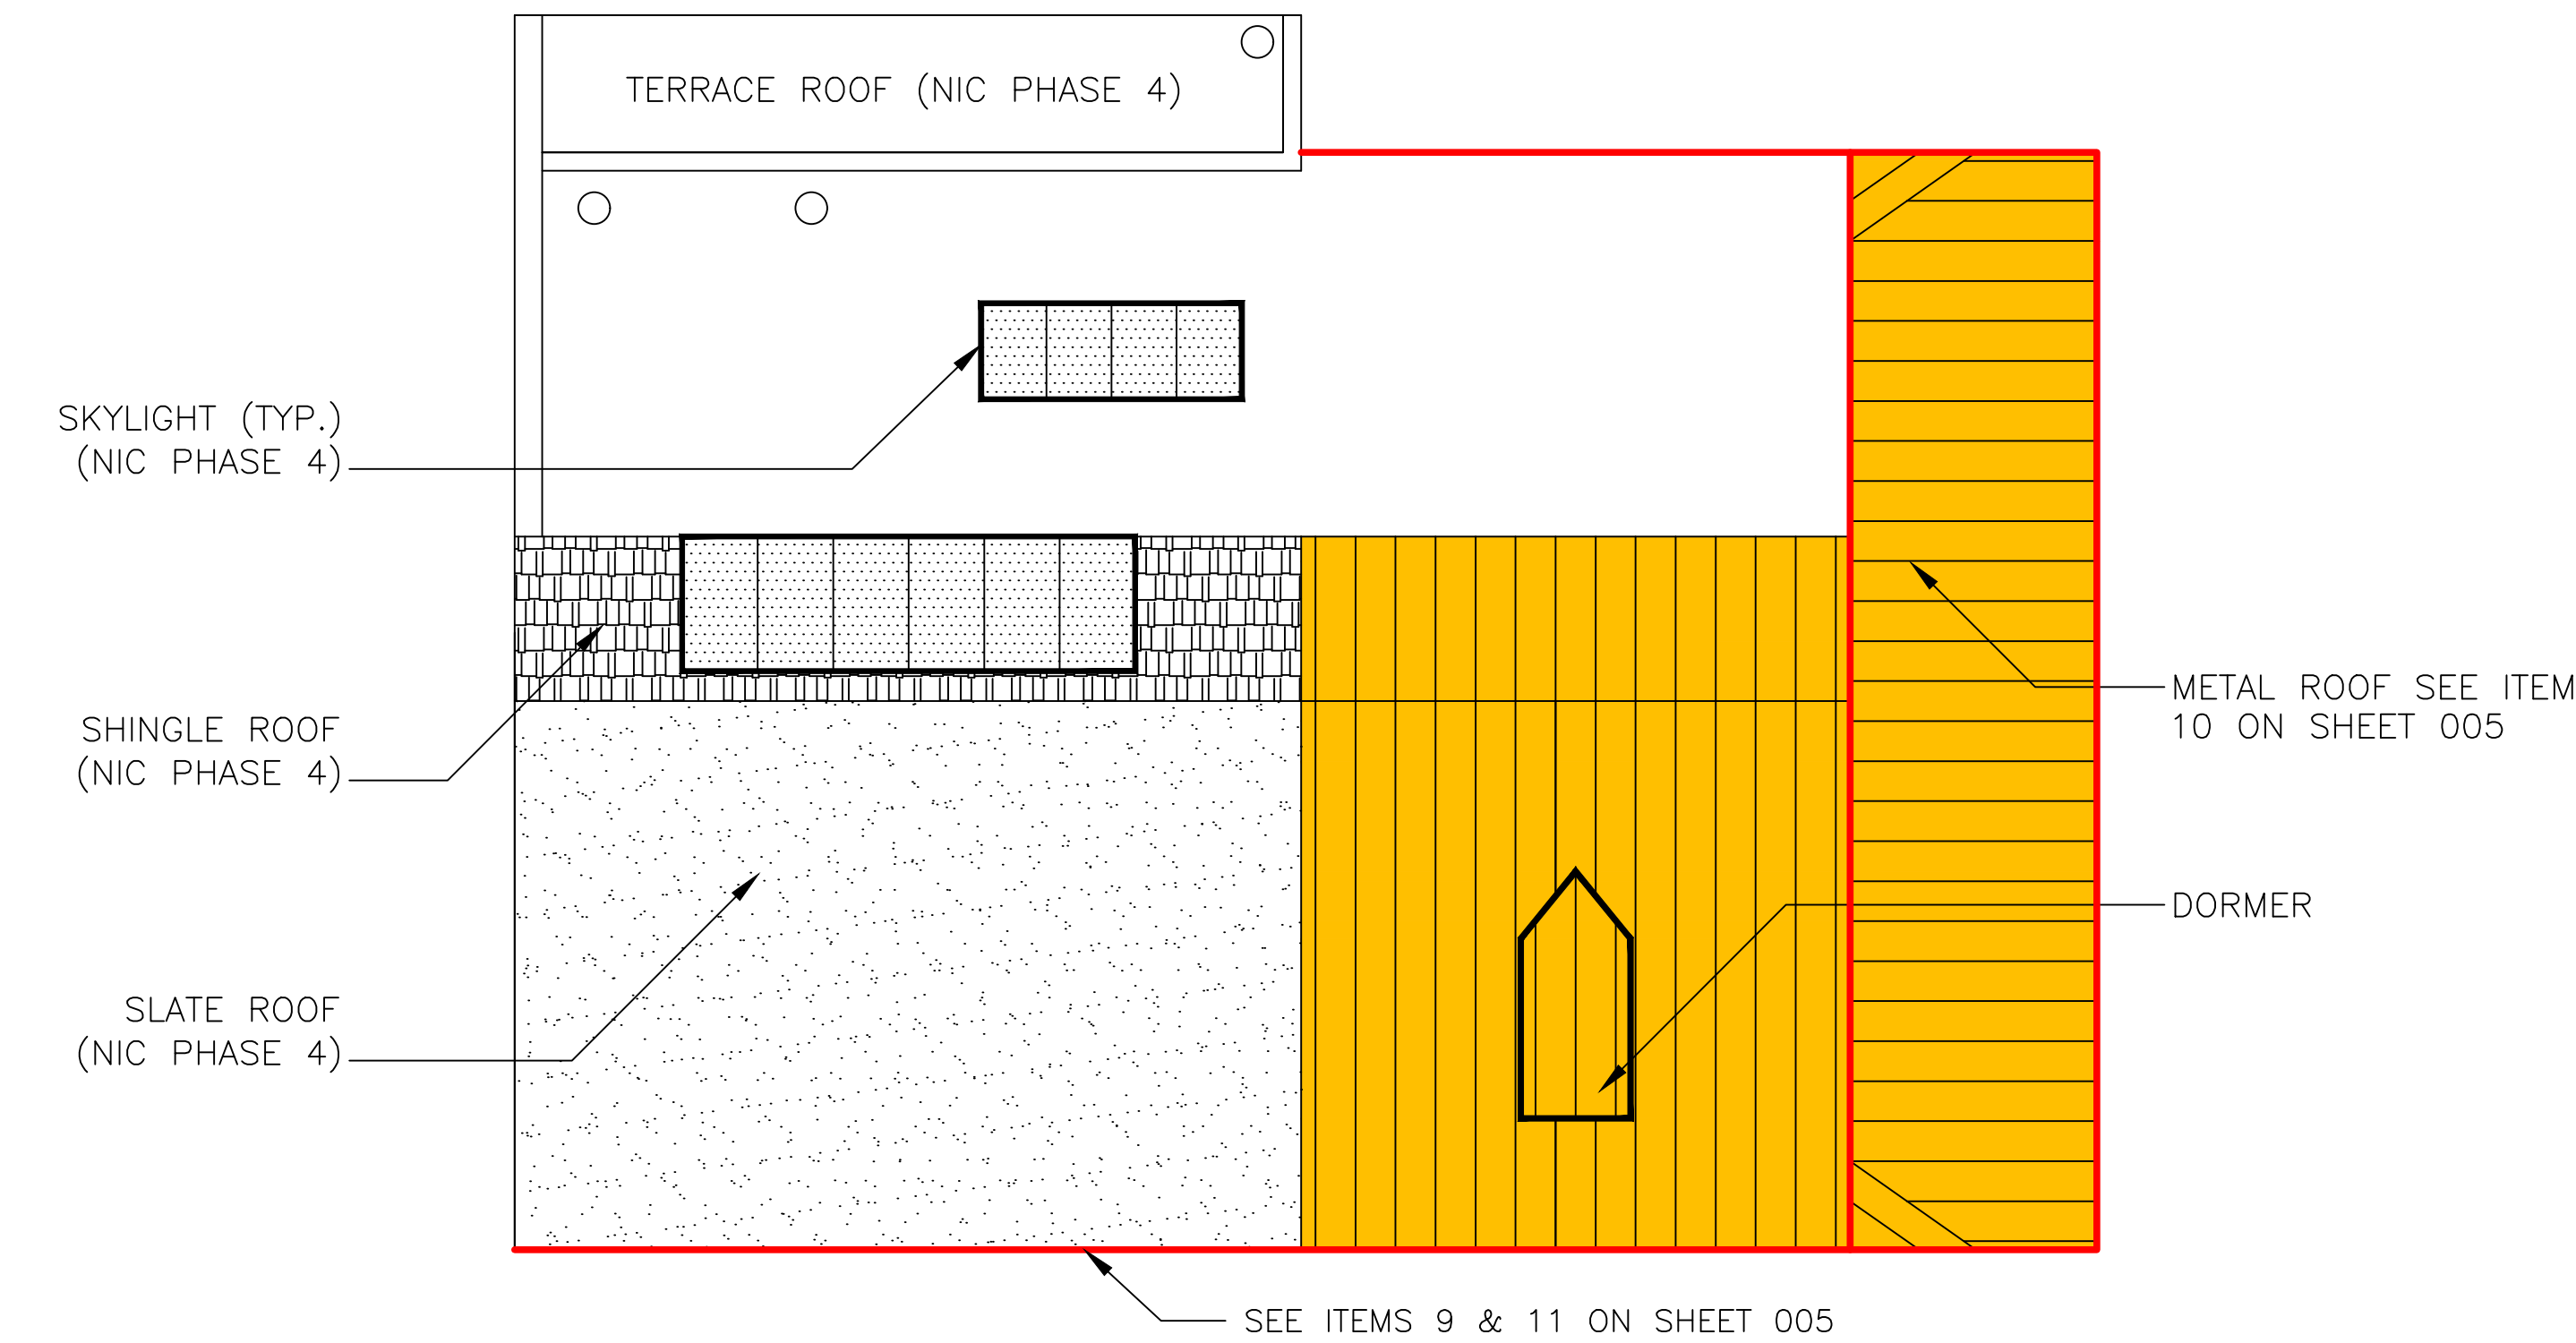 TERRACE ROOF (NIC PHASE 4)
SKYLIGHT (TYP.)
(NIC PHASE 4)
SHINGLE ROOF
(NIC PHASE 4)
METAL ROOF SEE ITEM
10 ON SHEET 005
DORMER
SLATE ROOF
(NIC PHASE 4)
SEE ITEMS 9 & 11 ON SHEET 005